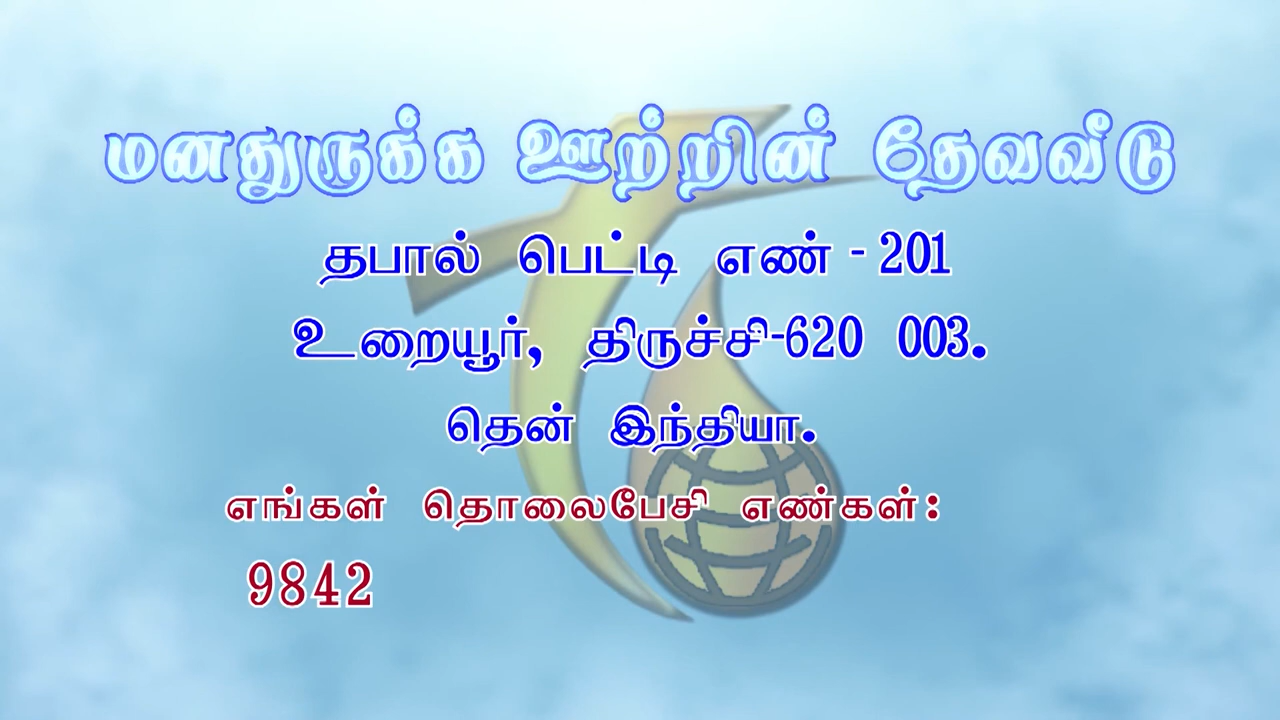 மனதுருக்க ஊற்றின் தேவவீடு
தபால் பெட்டி எண் - 201
உறையூர், திருச்சி-620 003.
தென் இந்தியா.
எங்கள் தொலைபேசி எண்கள்:
9842